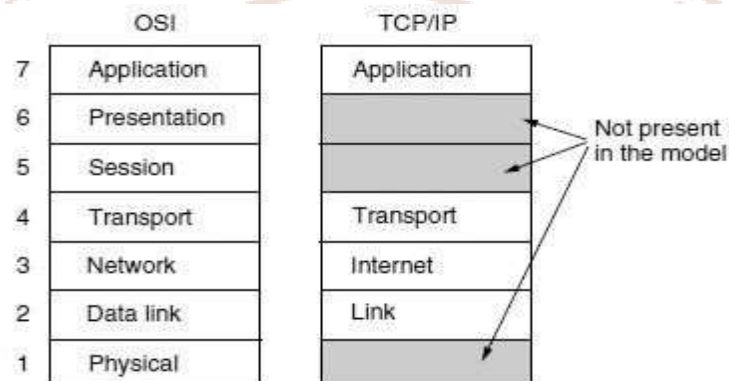 OSI TCP/IP
7 Application Application
6 Presentation
Not present
in the model
5 Session
4 Transport Transport
3 Network Internet
2 Data link Link
1 Physical